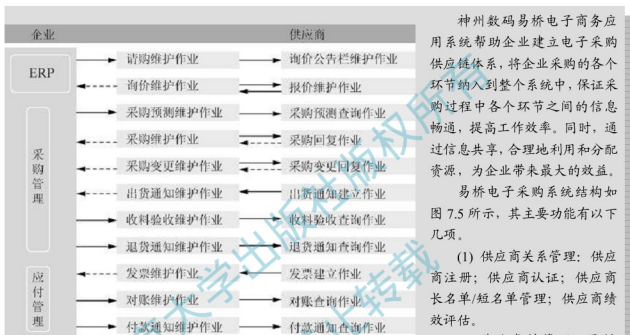 企业 供应商
ERP
请购维护作业 询价公告栏维护作业
询价维护作业 报价维护作业
采购预测维护作业 采购预测查询作业
采购维护作业 采购回复作业
采购变更维护作业 采购变更回复作业
出货通知维护作业 出货通知建立作业
收料验收维护作业 收料验收查询作业
退货通知维护作业 退货通知查询作业
采购管理
发票维护作业 发票建立作业
对账维护作业 对账查询作业
付款通知维护作业 付款通知查询作业
应付管理
神州数码易桥电子商务应
用系统帮助企业建立电子采购
供应链体系，将企业采购的各个
环节纳入到整个系统中，保证采
购过程中各个环节之间的信息
畅通，提高工作效率。同时，通
过信息共享，合理地利用和分配
资源，为企业带来最大的效益。
易桥电子采购系统结构如
图 7.5 所示，其主要功能有以下
几项。
(1) 供应商关系管理：供应
商注册；供应商认证；供应商
长名单/短名单管理；供应商绩
效评估。